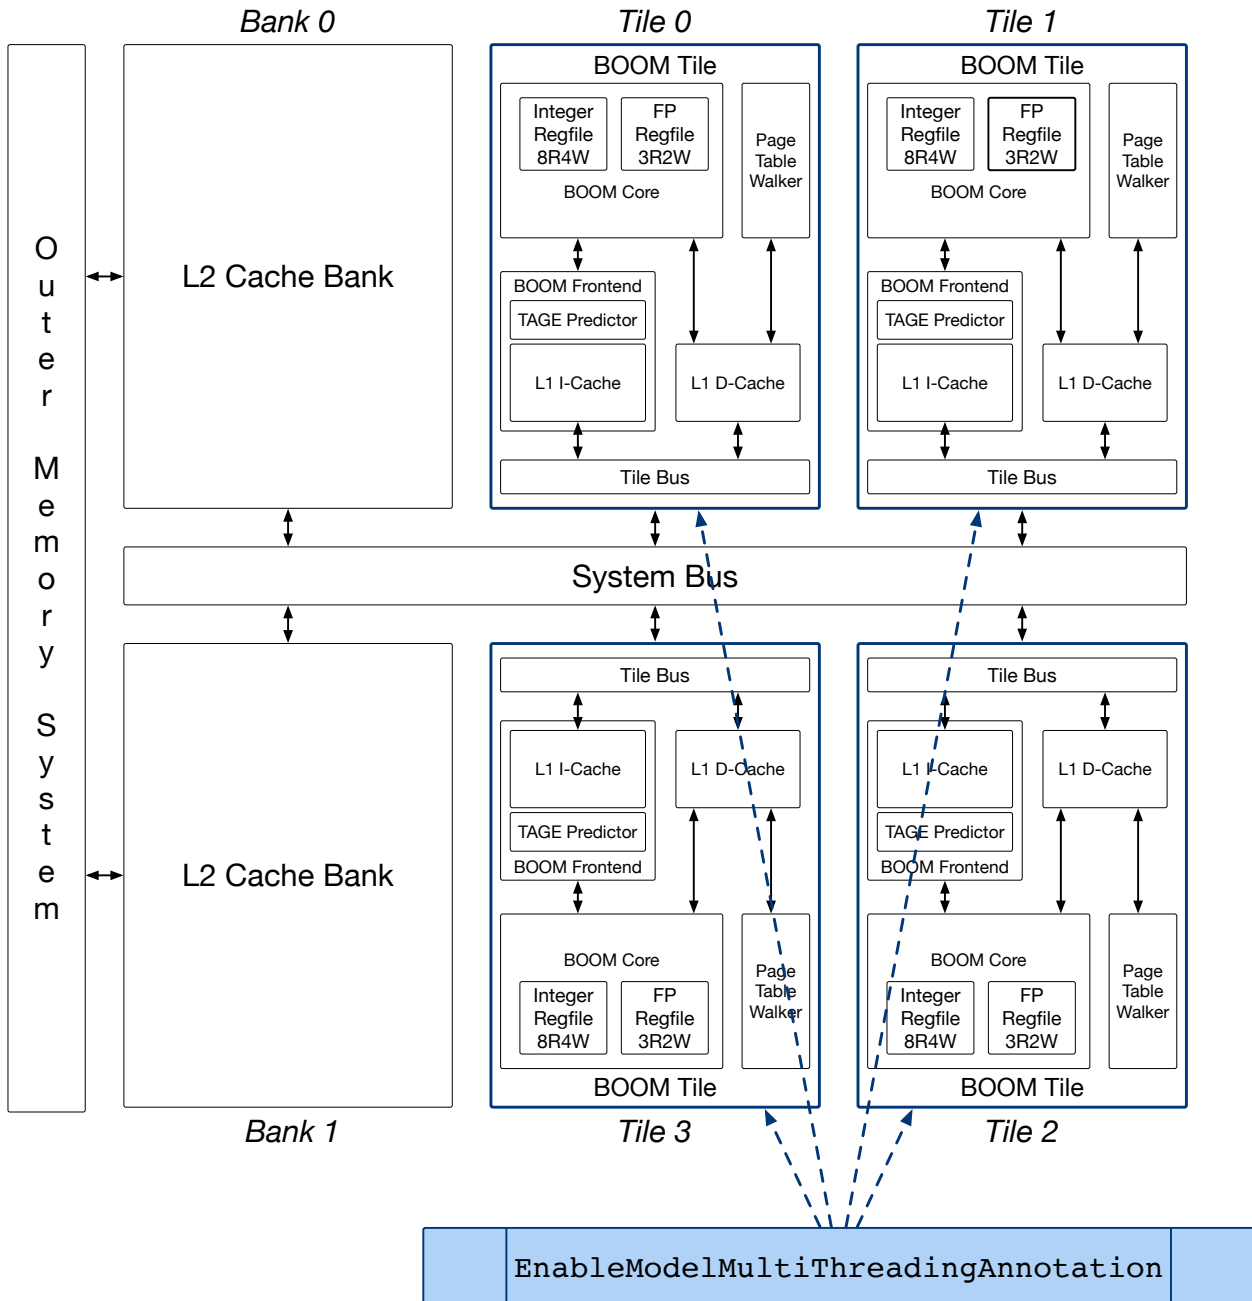 Bank 0
Tile 0
Tile 1
Outer Memory System
L2 Cache Bank
BOOM Tile
Integer
Regfile
8R4W
FP
Regfile
3R2W
BOOM Core
Page
Table
Walker
BOOM Frontend
TAGE Predictor
L1 I-Cache
L1 D-Cache
Tile Bus
BOOM Tile
Integer
Regfile
8R4W
FP
Regfile
3R2W
BOOM Core
Page
Table
Walker
BOOM Frontend
TAGE Predictor
L1 I-Cache
L1 D-Cache
Tile Bus
System Bus
L2 Cache Bank
Tile Bus
L1 I-Cache
L1 D-Cache
TAGE Predictor
BOOM Frontend
BOOM Core
Integer
Regfile
8R4W
FP
Regfile
3R2W
Page
Table
Walker
BOOM Tile
Tile Bus
L1 I-Cache
L1 D-Cache
TAGE Predictor
BOOM Frontend
BOOM Core
Integer
Regfile
8R4W
FP
Regfile
3R2W
Page
Table
Walker
BOOM Tile
Bank 1
Tile 3
Tile 2
EnableModelMultiThreadingAnnotation